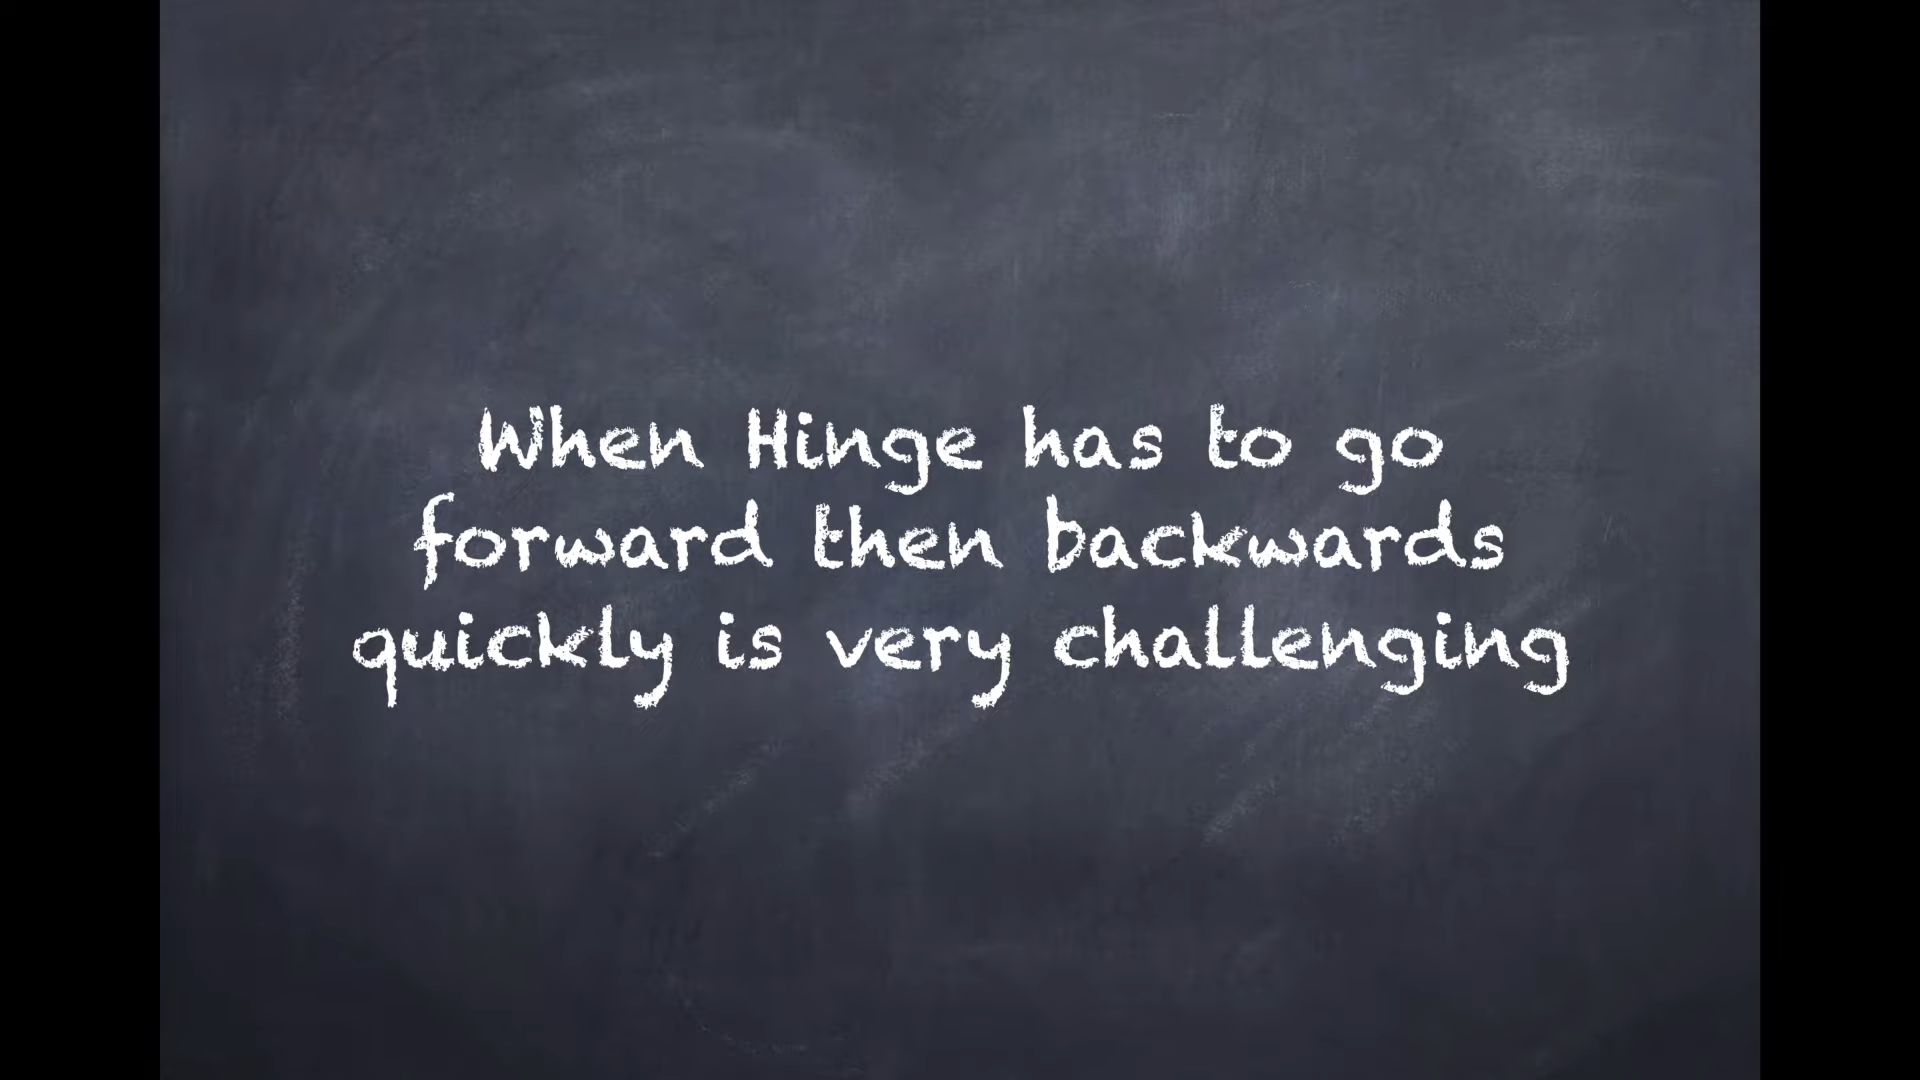 When Hinge has to go
forward then backwards
quickly is very challenging